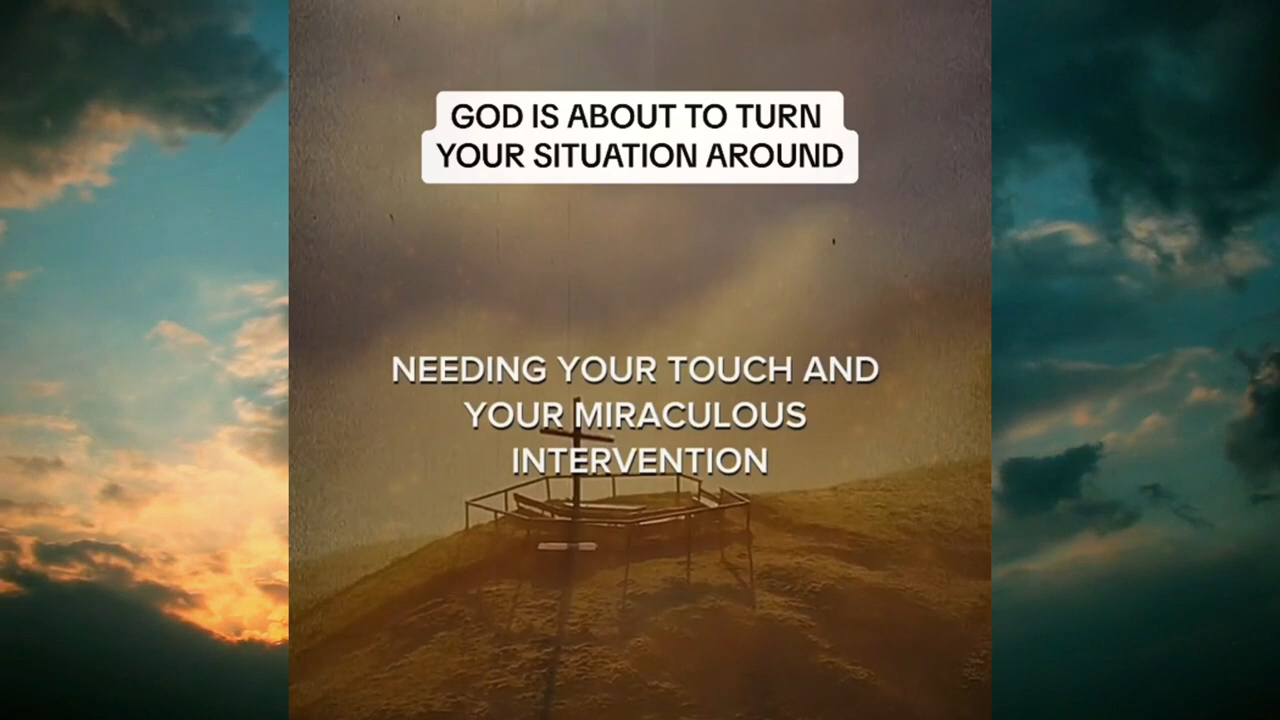 GOD IS ABOUT TO TURN
YOUR SITUATION AROUND
NEEDING YOUR TOUCH AND
YOUR MIRACULOUS
INTERVENTION